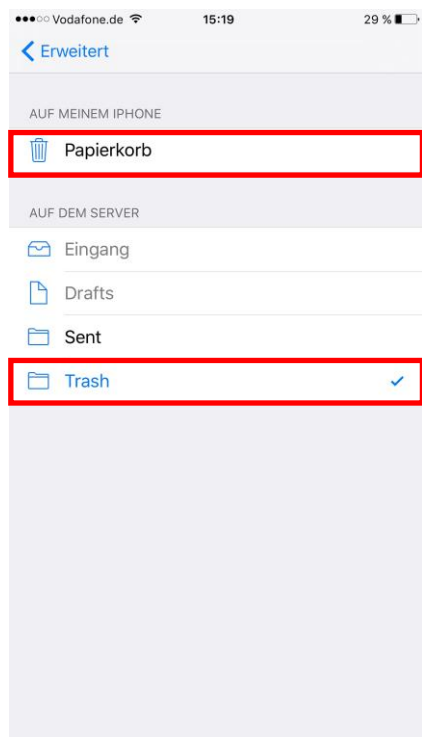 Vodafone.de 15:19 29 %
Erweitert
AUF MEINEM IPHONE
Papierkorb
AUF DEM SERVER
Eingang
Drafts
Sent
Trash